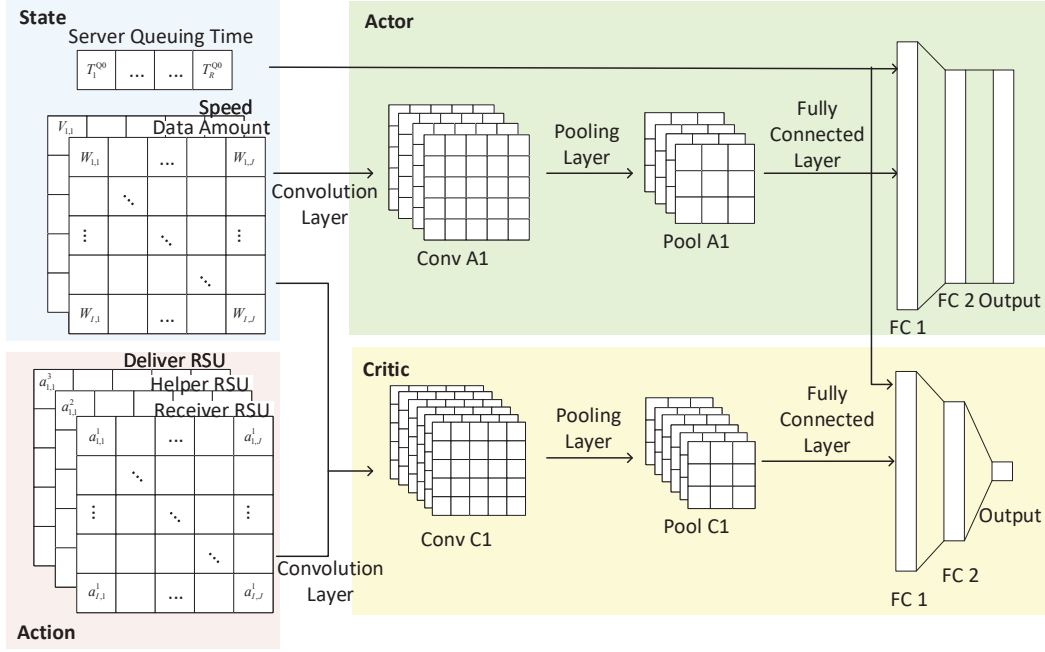 State
Server Queuing Time
T_1^{Q0} ... ... T_R^{Q0}
Speed
V_{1,1}
Data Amount
W_{1,1} ... W_{1,J}
⋱
⋮ ⋱ ⋮
⋱
W_{I,1} ... W_{I,J}
Convolution
Layer
Actor
Conv A1
Pooling
Layer
Pool A1
Fully
Connected
Layer
FC 1
FC 2
Output
Deliver RSU
a_{1,1}^3
Helper RSU
a_{1,1}^2
Receiver RSU
a_{1,1}^1 ... a_{1,J}^1
⋱
⋮ ⋱ ⋮
⋱
a_{I,1}^1 ... a_{I,J}^1
Action
Convolution
Layer
Critic
Conv C1
Pooling
Layer
Pool C1
Fully
Connected
Layer
FC 1
FC 2
Output